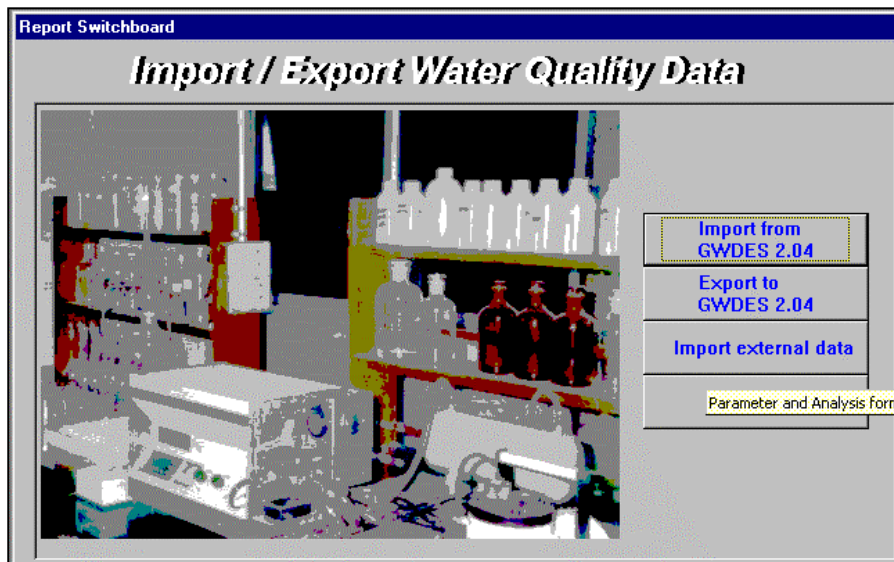 Report Switchboard
Import / Export Water Quality Data
Import from
GWDES 2.04
Export to
GWDES 2.04
Import external data
Parameter and Analysis form